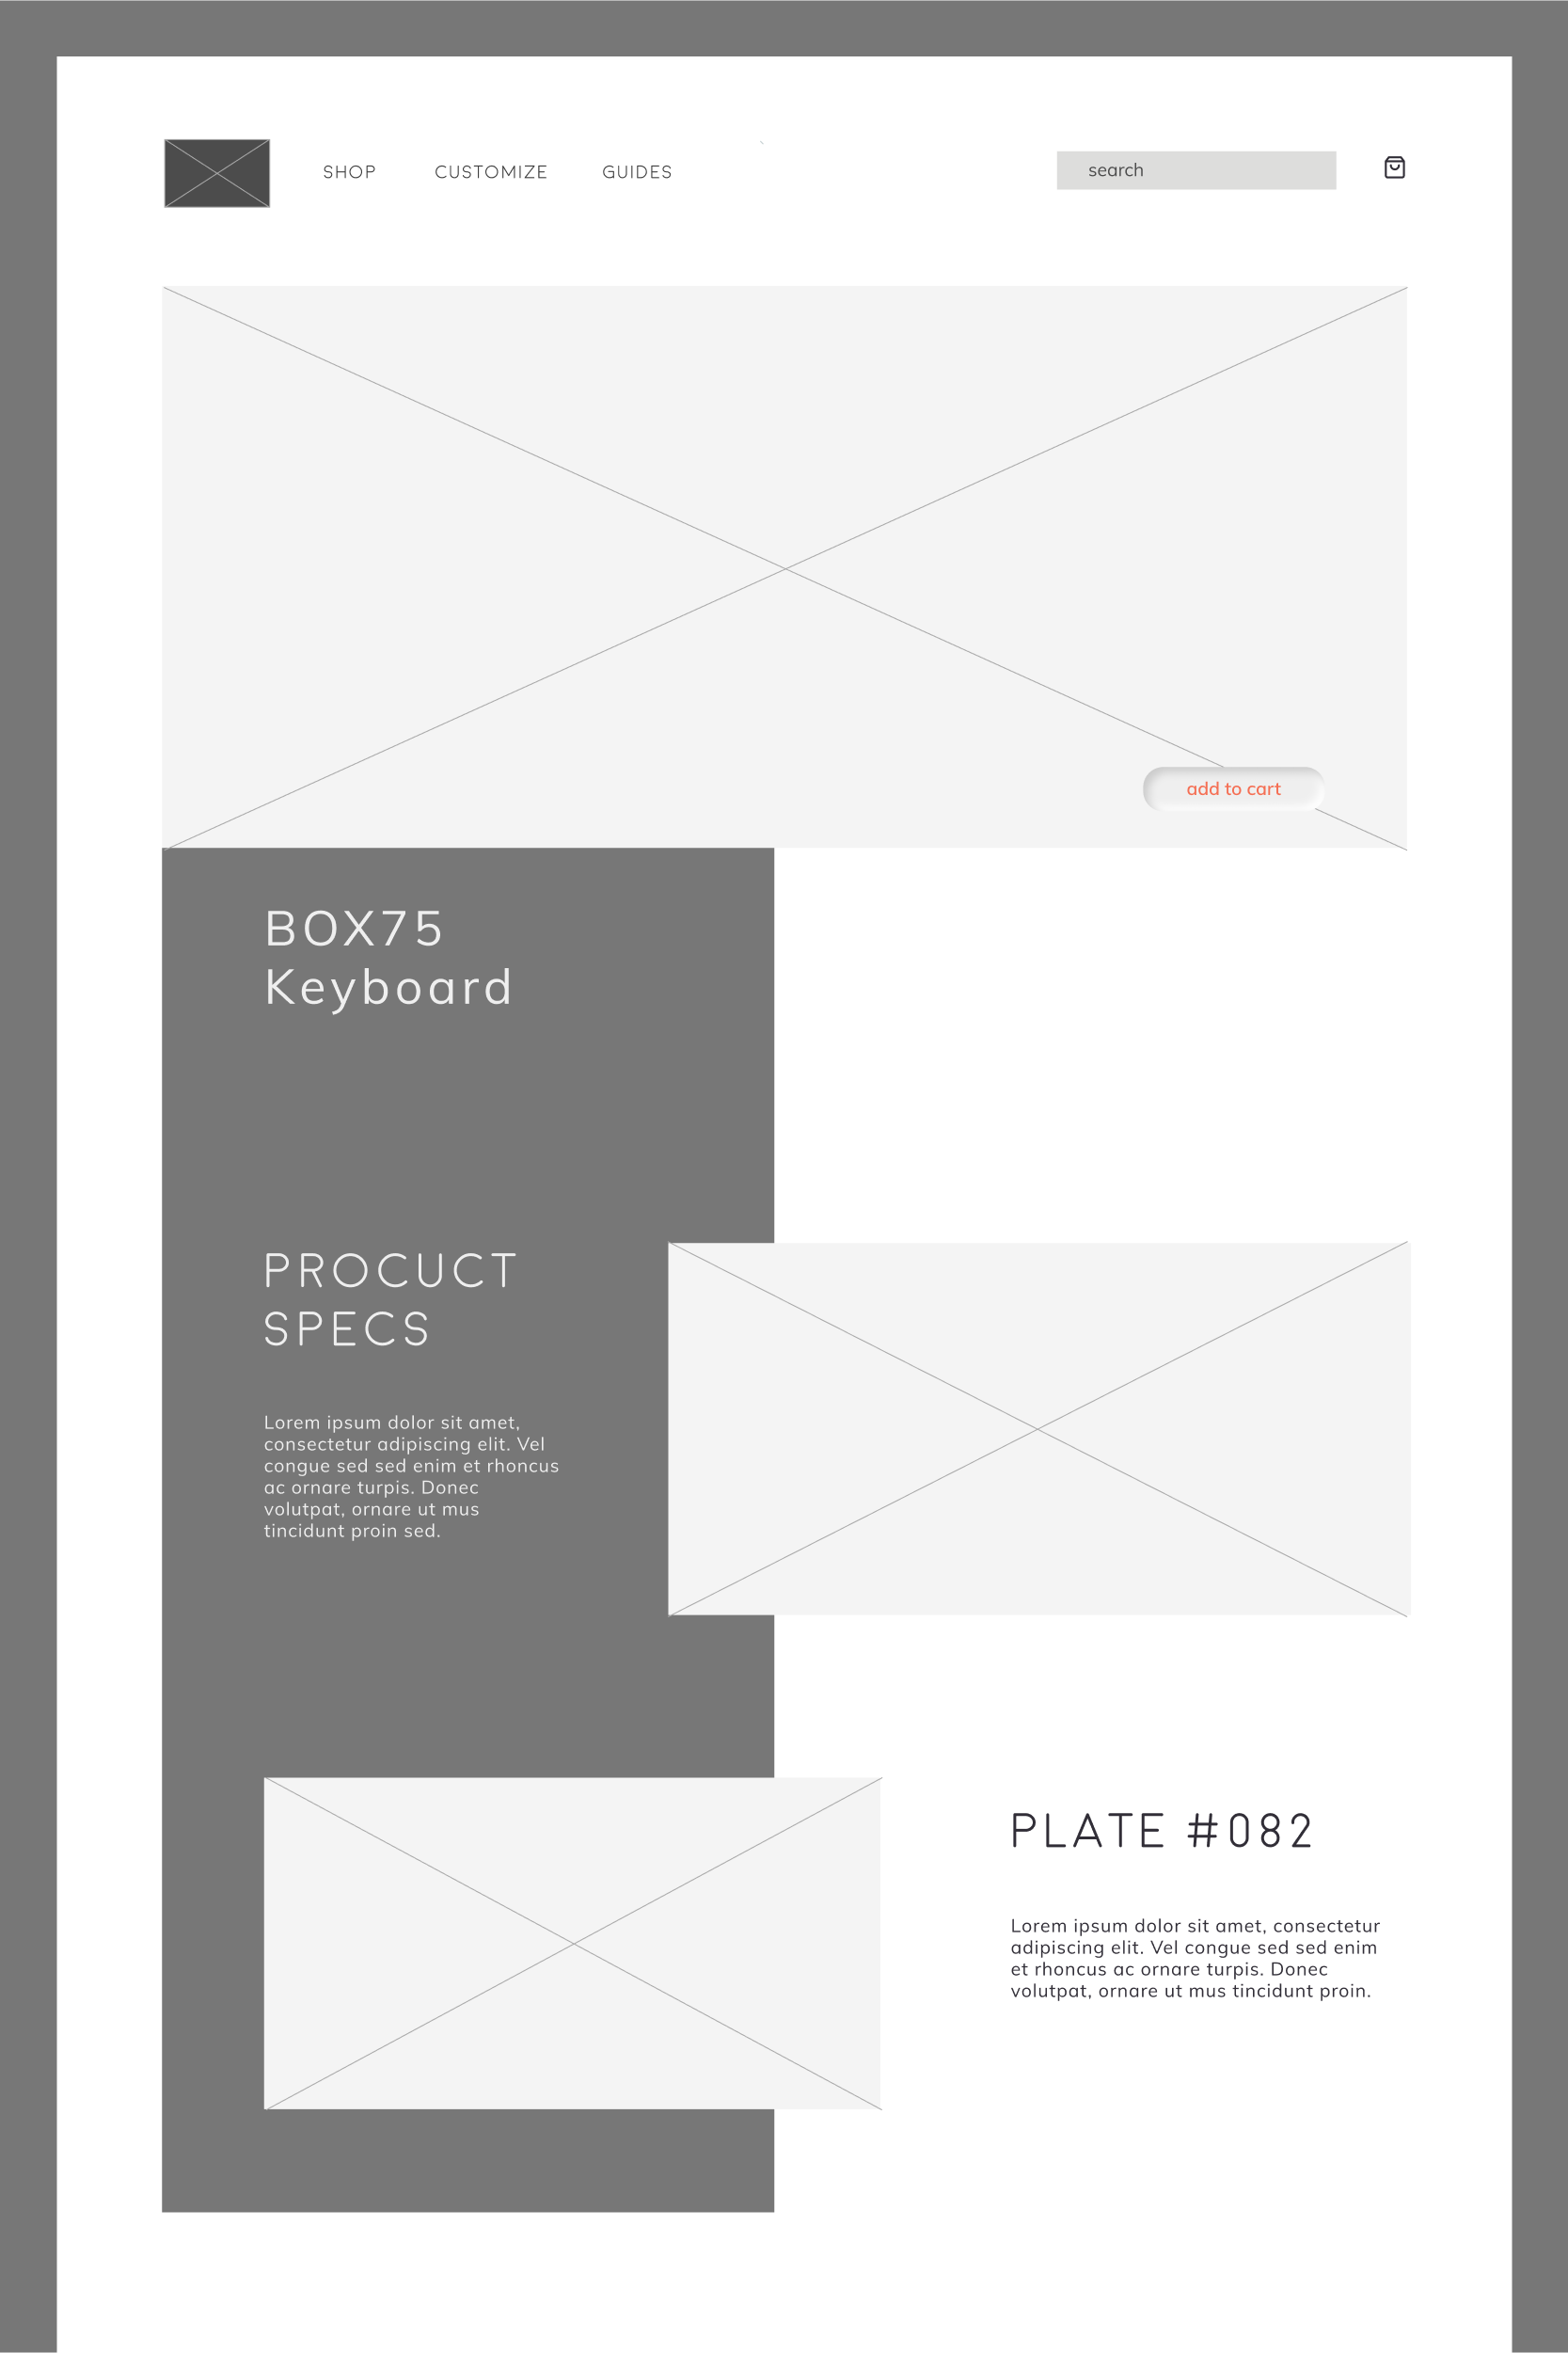 SHOP CUSTOMIZE GUIDES search
add to cart
BOX75
Keyboard
PROCUCT
SPECS
Lorem ipsum dolor sit amet,
consectetur adipiscing elit. Vel
congue sed sed enim et rhoncus
ac ornare turpis. Donec
volutpat, ornare ut mus
tincidunt proin sed.
PLATE #082
Lorem ipsum dolor sit amet, consectetur
adipiscing elit. Vel congue sed sed enim
et rhoncus ac ornare turpis. Donec
volutpat, ornare ut mus tincidunt proin.